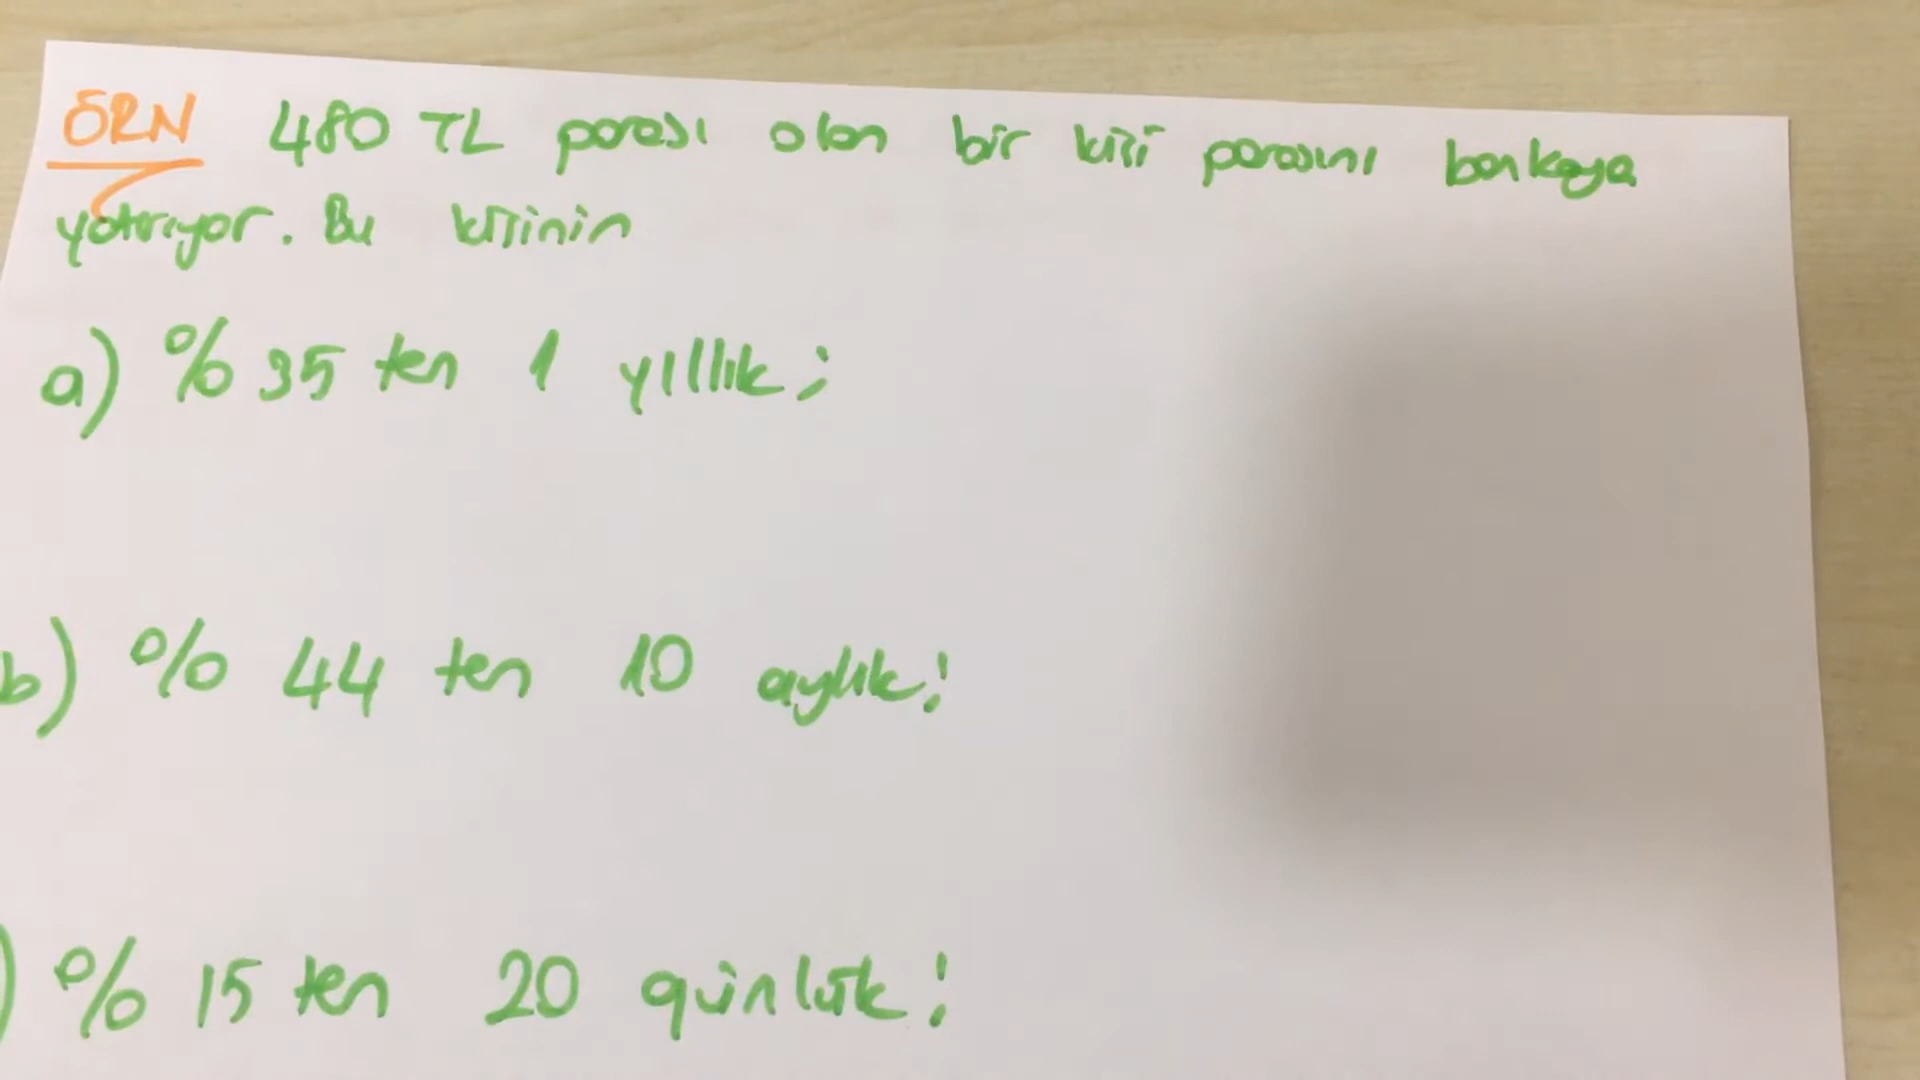 ÖRN 480 TL parası olan bir kişi parasını bankaya
yatırıyor. Bu kişinin
a) % 35 ten 1 yıllık;
b) % 44 ten 10 aylık;
) % 15 ten 20 günlük;